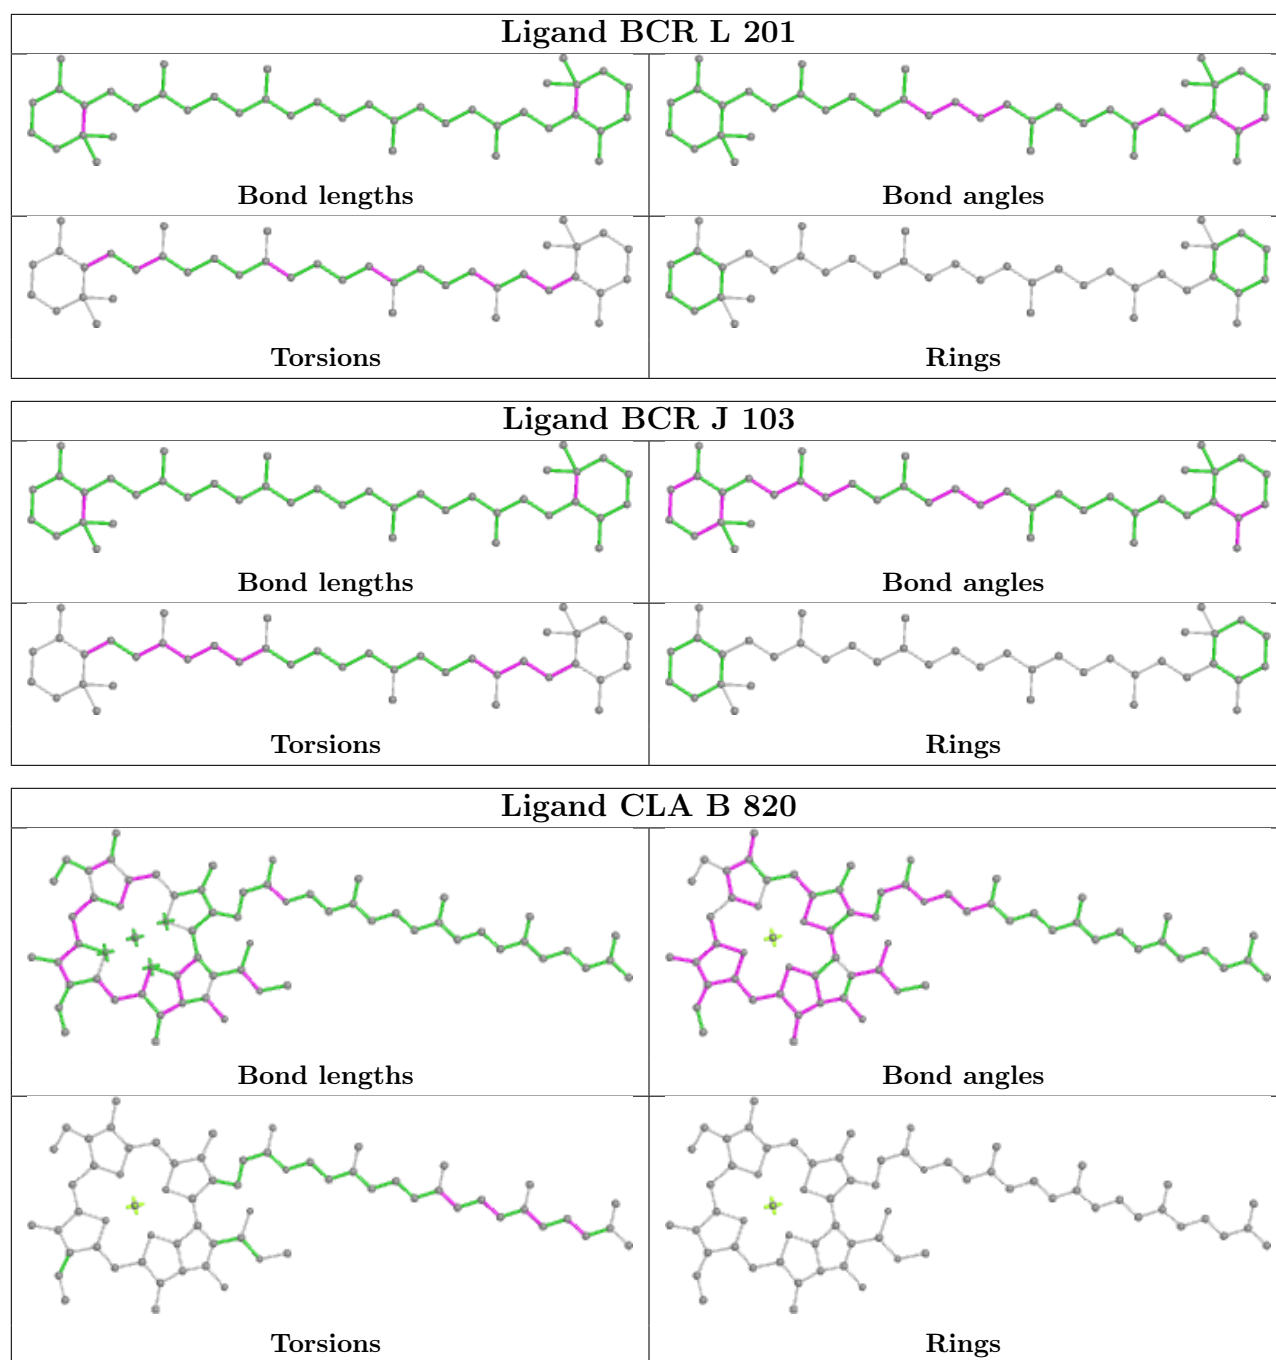 Ligand BCR L 201
Bond lengths
Bond angles
Torsions
Rings
Ligand BCR J 103
Bond lengths
Bond angles
Torsions
Rings
Ligand CLA B 820
Bond lengths
Bond angles
Torsions
Rings